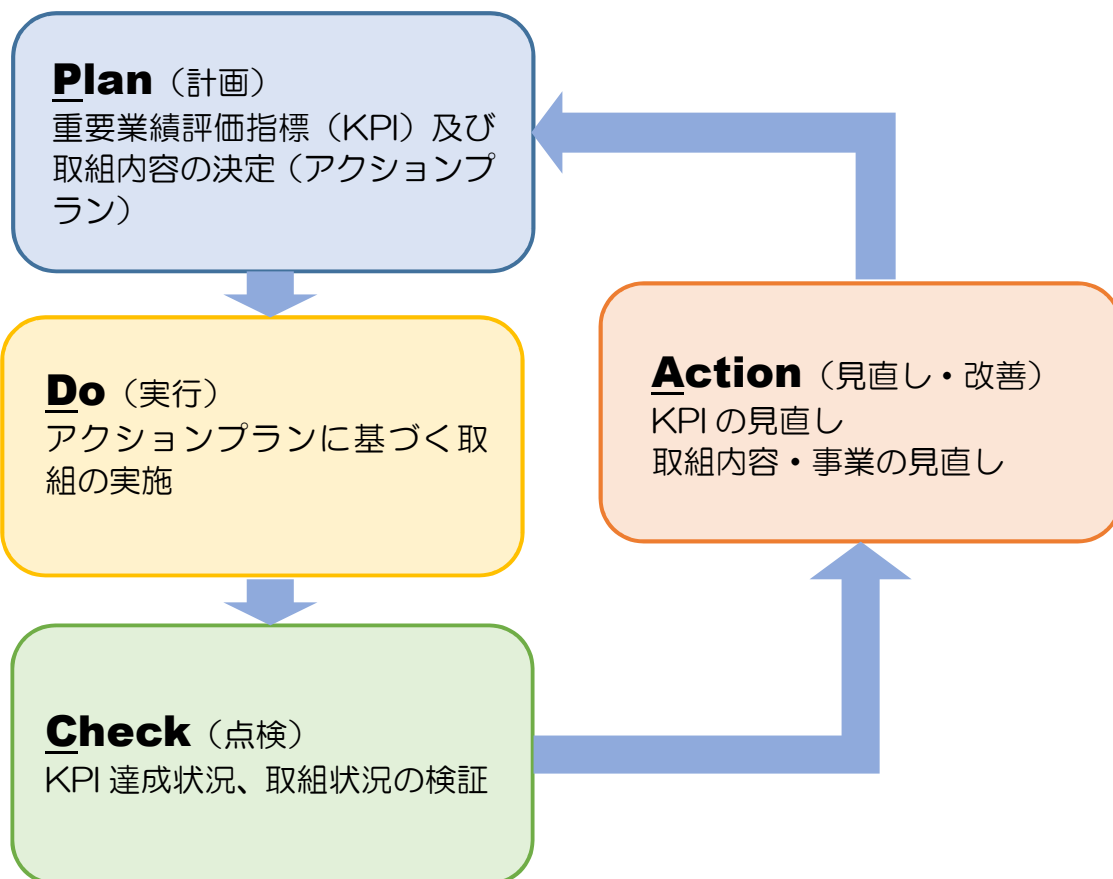 Plan（計画）
重要業績評価指標（KPI）及び
取組内容の決定（アクションプ
ラン）
Do（実行）
アクションプランに基づく取
組の実施
Check（点検）
KPI 達成状況、取組状況の検証
Action（見直し・改善）
KPI の見直し
取組内容・事業の見直し